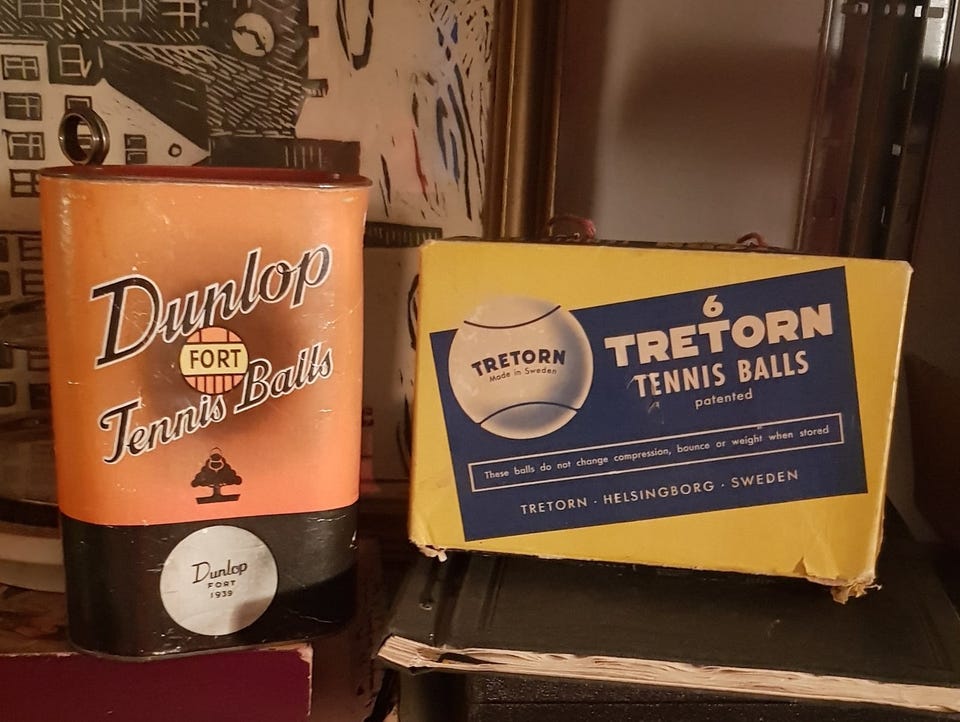 Dunlop
FORT
Tennis Balls
Dunlop
FORT
1939
6
TRETORN
TENNIS BALLS
patented
TRETORN
Made in Sweden
These balls do not change compression, bounce or weight when stored
TRETORN · HELSINGBORG · SWEDEN